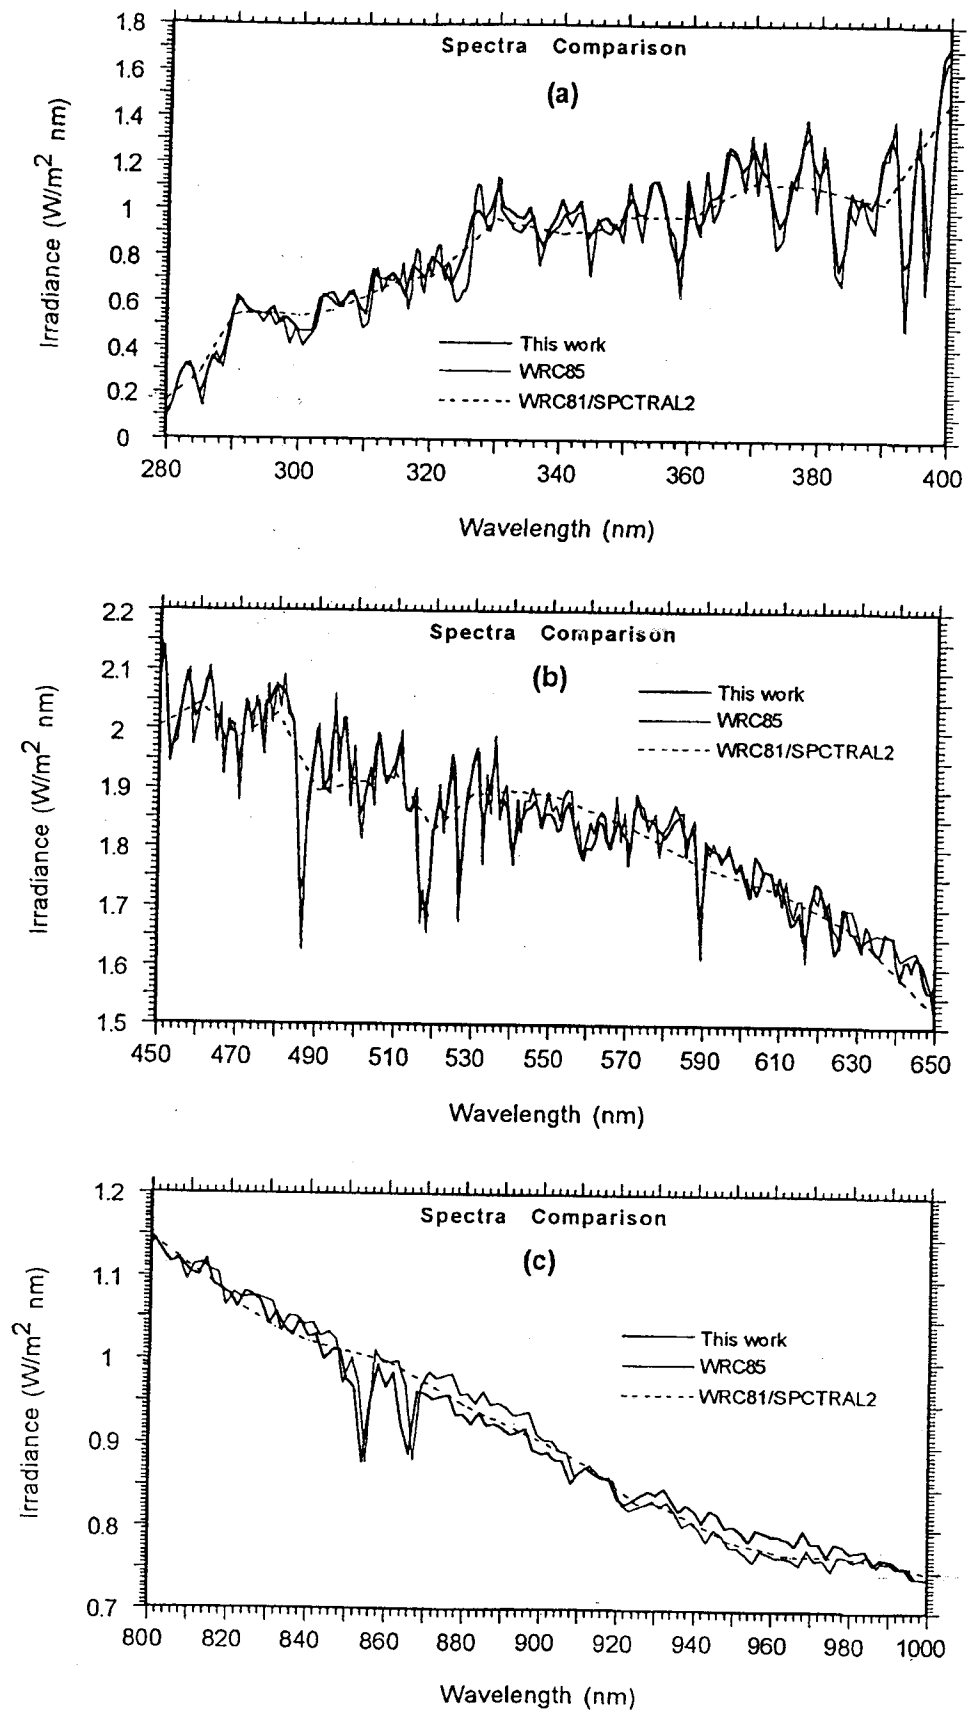 Spectra Comparison
(a)
1.8
1.6
1.4
1.2
1
0.8
0.6
0.4
0.2
0
Irradiance (W/m2 nm)
This work
WRC85
WRC81/SPCTRAL2
280 300 320 340 360 380 400
Wavelength (nm)
Spectra Comparison
(b)
2.2
2.1
2
1.9
1.8
1.7
1.6
1.5
Irradiance (W/m2 nm)
This work
WRC85
WRC81/SPCTRAL2
450 470 490 510 530 550 570 590 610 630 650
Wavelength (nm)
Spectra Comparison
(c)
1.2
1.1
1
0.9
0.8
0.7
Irradiance (W/m2 nm)
This work
WRC85
WRC81/SPCTRAL2
800 820 840 860 880 900 920 940 960 980 1000
Wavelength (nm)